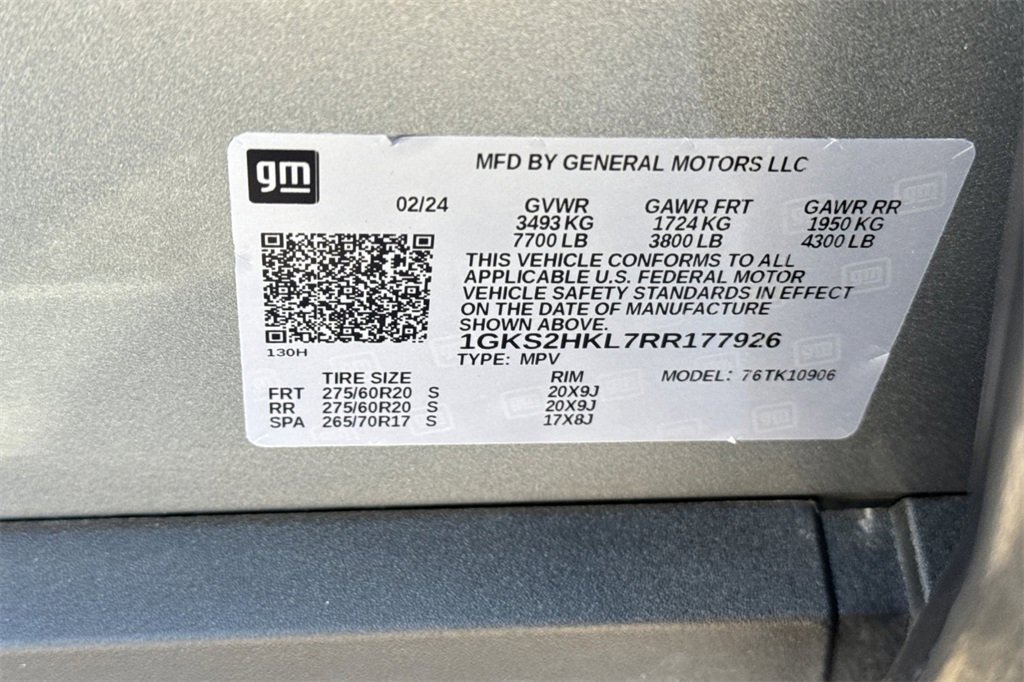 gm
MFD BY GENERAL MOTORS LLC
02/24 GVWR GAWR FRT GAWR RR
3493 KG 1724 KG 1950 KG
7700 LB 3800 LB 4300 LB
THIS VEHICLE CONFORMS TO ALL
APPLICABLE U.S. FEDERAL MOTOR
VEHICLE SAFETY STANDARDS IN EFFECT
ON THE DATE OF MANUFACTURE
SHOWN ABOVE.
1GKS2HKL7RR177926
130H
TYPE: MPV
TIRE SIZE RIM MODEL: 76TK10906
FRT 275/60R20 S 20X9J
RR 275/60R20 S 20X9J
SPA 265/70R17 S 17X8J